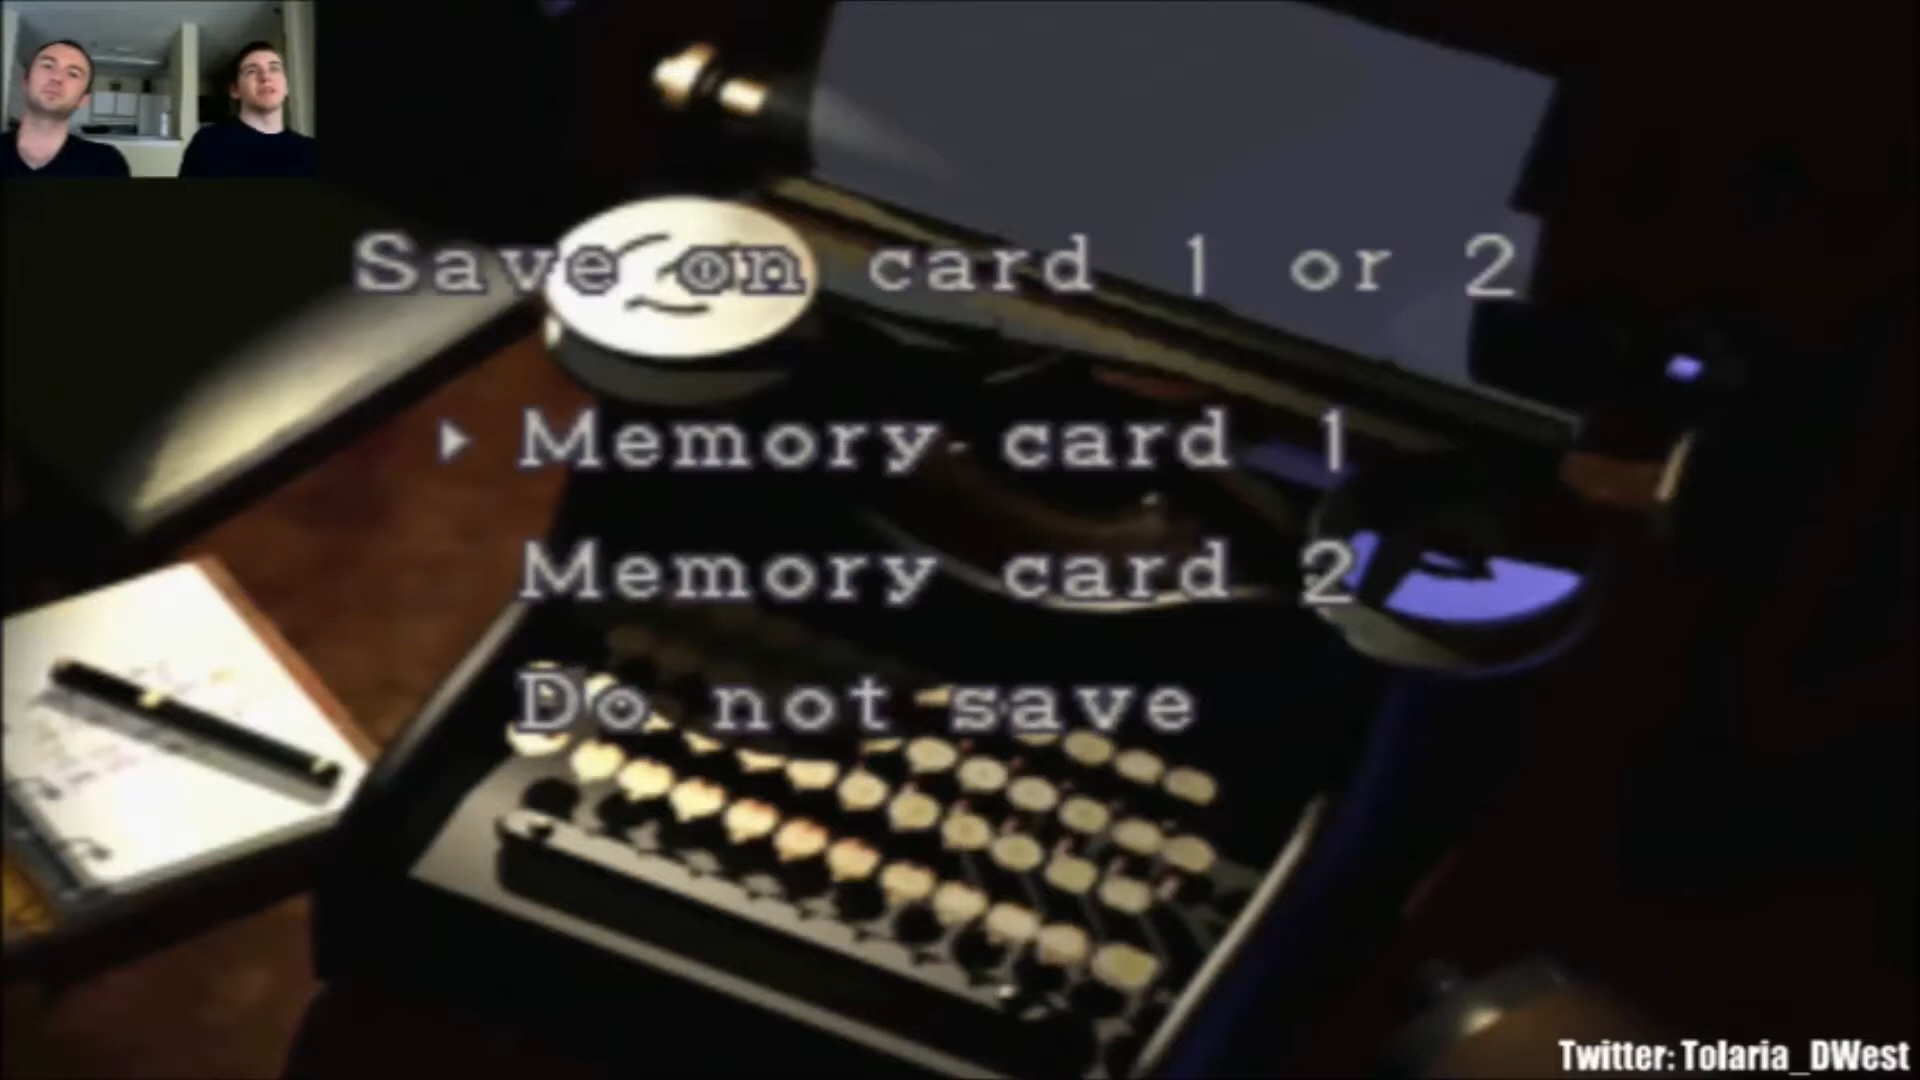 Save on card 1 or 2
Memory card 1
Memory card 2
Do not save
Twitter: Tolaria_DWest